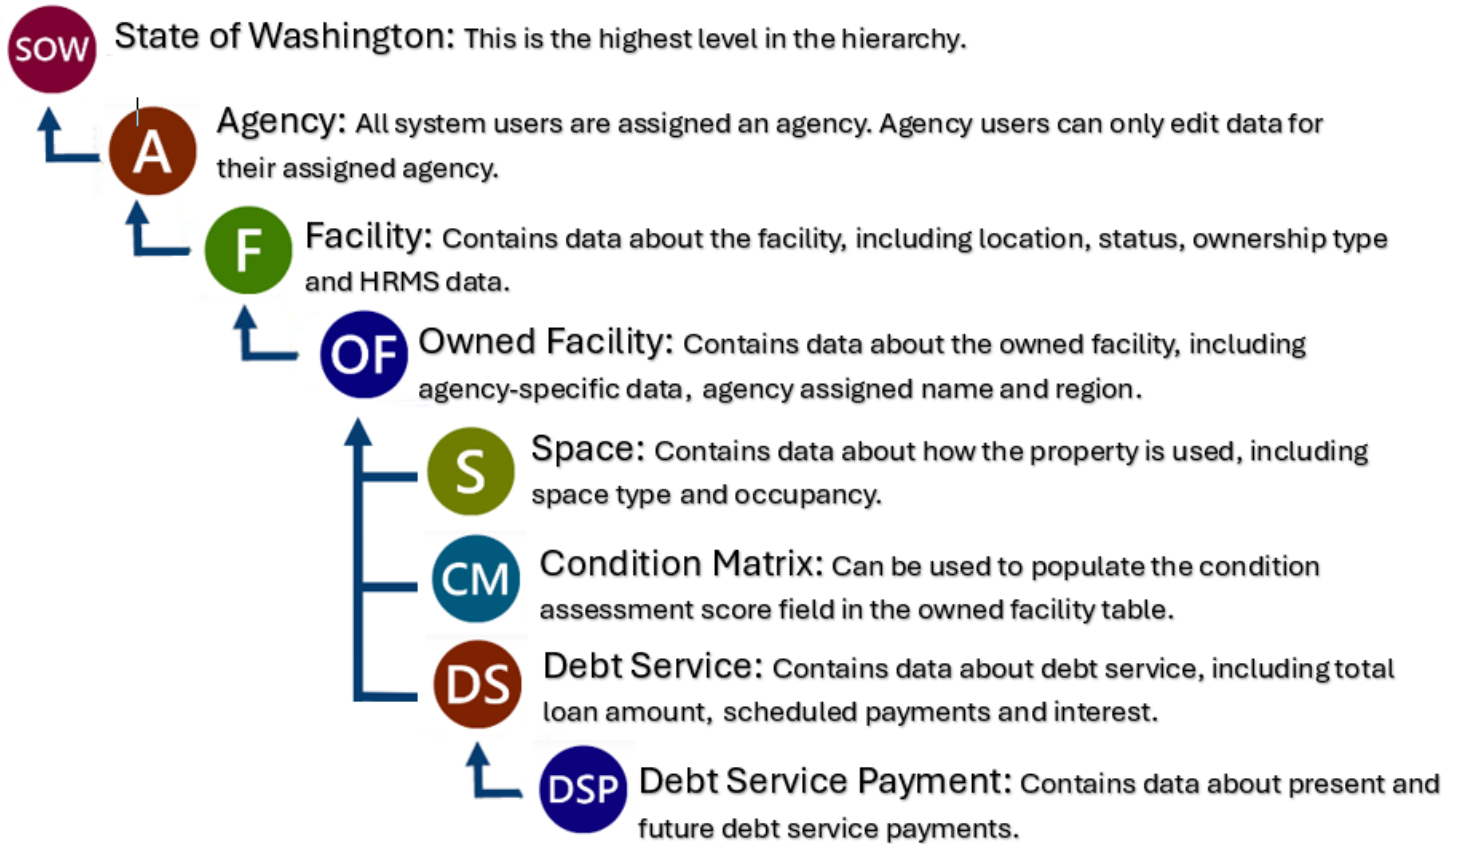 SOW State of Washington: This is the highest level in the hierarchy.
A Agency: All system users are assigned an agency. Agency users can only edit data for
their assigned agency.
F Facility: Contains data about the facility, including location, status, ownership type
and HRMS data.
OF Owned Facility: Contains data about the owned facility, including
agency-specific data, agency assigned name and region.
S Space: Contains data about how the property is used, including
space type and occupancy.
CM Condition Matrix: Can be used to populate the condition
assessment score field in the owned facility table.
DS Debt Service: Contains data about debt service, including total
loan amount, scheduled payments and interest.
DSP Debt Service Payment: Contains data about present and
future debt service payments.